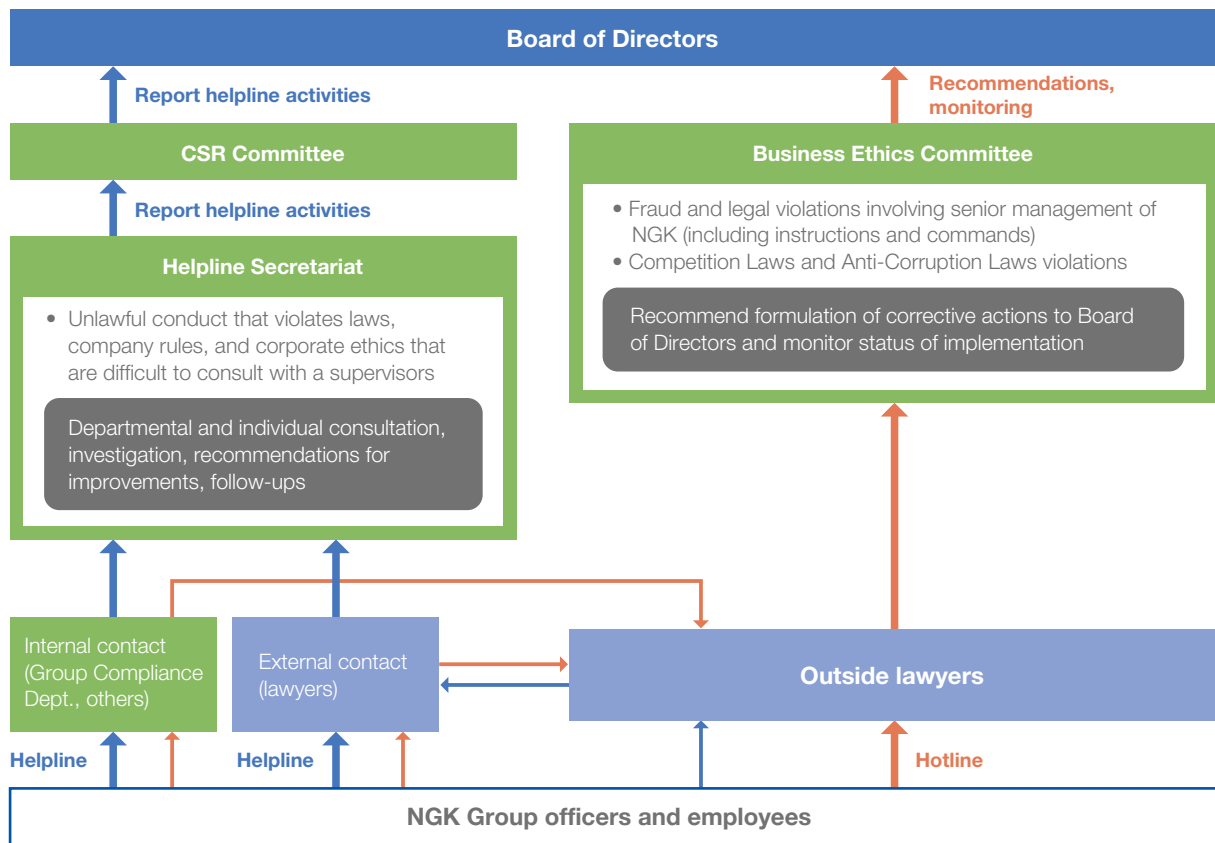 Board of Directors
Report helpline activities
Recommendations,
monitoring
CSR Committee
Business Ethics Committee
Report helpline activities
• Fraud and legal violations involving senior management of
NGK (including instructions and commands)
• Competition Laws and Anti-Corruption Laws violations
Recommend formulation of corrective actions to Board
of Directors and monitor status of implementation
Helpline Secretariat
• Unlawful conduct that violates laws,
company rules, and corporate ethics that
are difficult to consult with a supervisors
Departmental and individual consultation,
investigation, recommendations for
improvements, follow-ups
Internal contact
(Group Compliance
Dept., others)
External contact
(lawyers)
Outside lawyers
Helpline
Helpline
Hotline
NGK Group officers and employees